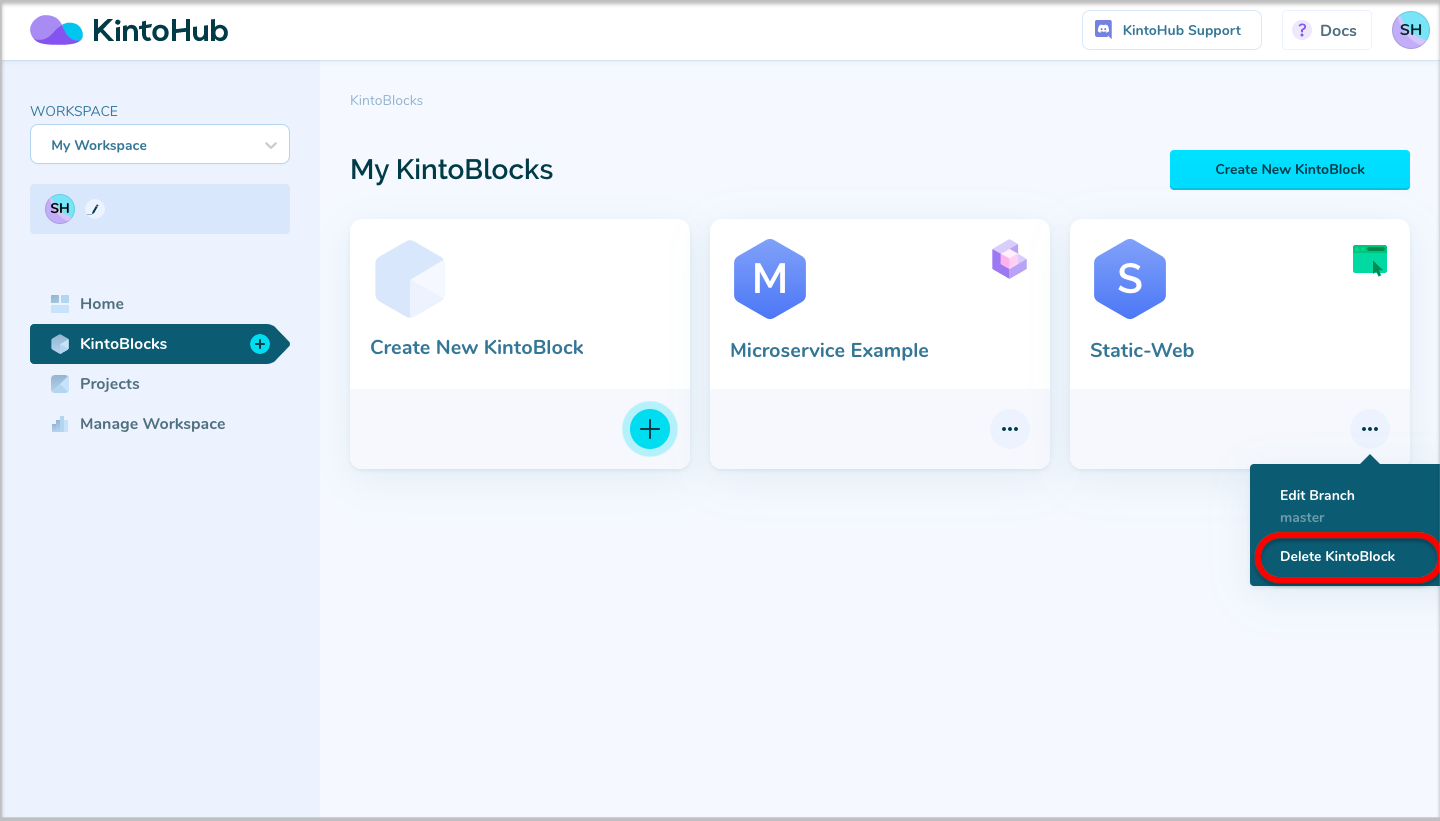 KintoHub
KintoHub Support
? Docs
SH
WORKSPACE
My Workspace
SH
Home
KintoBlocks
Projects
Manage Workspace
KintoBlocks
My KintoBlocks
Create New KintoBlock
Create New KintoBlock
M
Microservice Example
S
Static-Web
Edit Branch
master
Delete KintoBlock